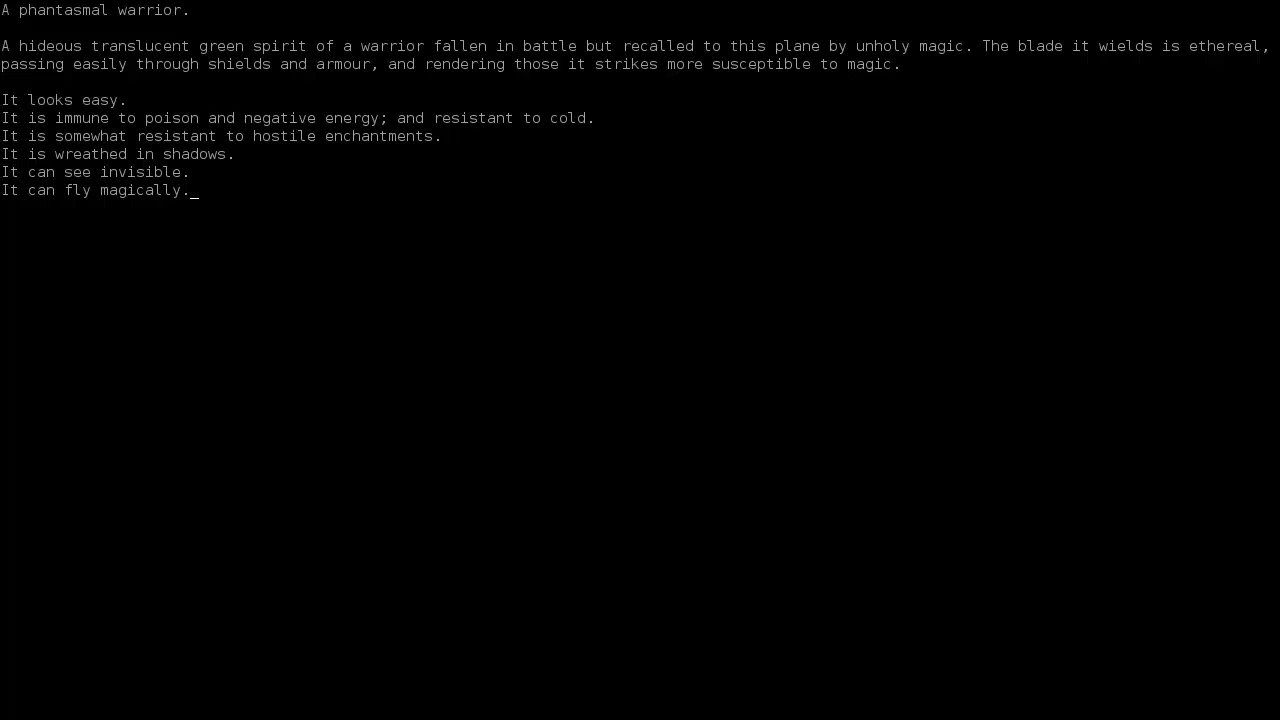 A phantasmal warrior.
A hideous translucent green spirit of a warrior fallen in battle but recalled to this plane by unholy magic. The blade it wields is ethereal,
passing easily through shields and armour, and rendering those it strikes more susceptible to magic.
It looks easy.
It is immune to poison and negative energy; and resistant to cold.
It is somewhat resistant to hostile enchantments.
It is wreathed in shadows.
It can see invisible.
It can fly magically._